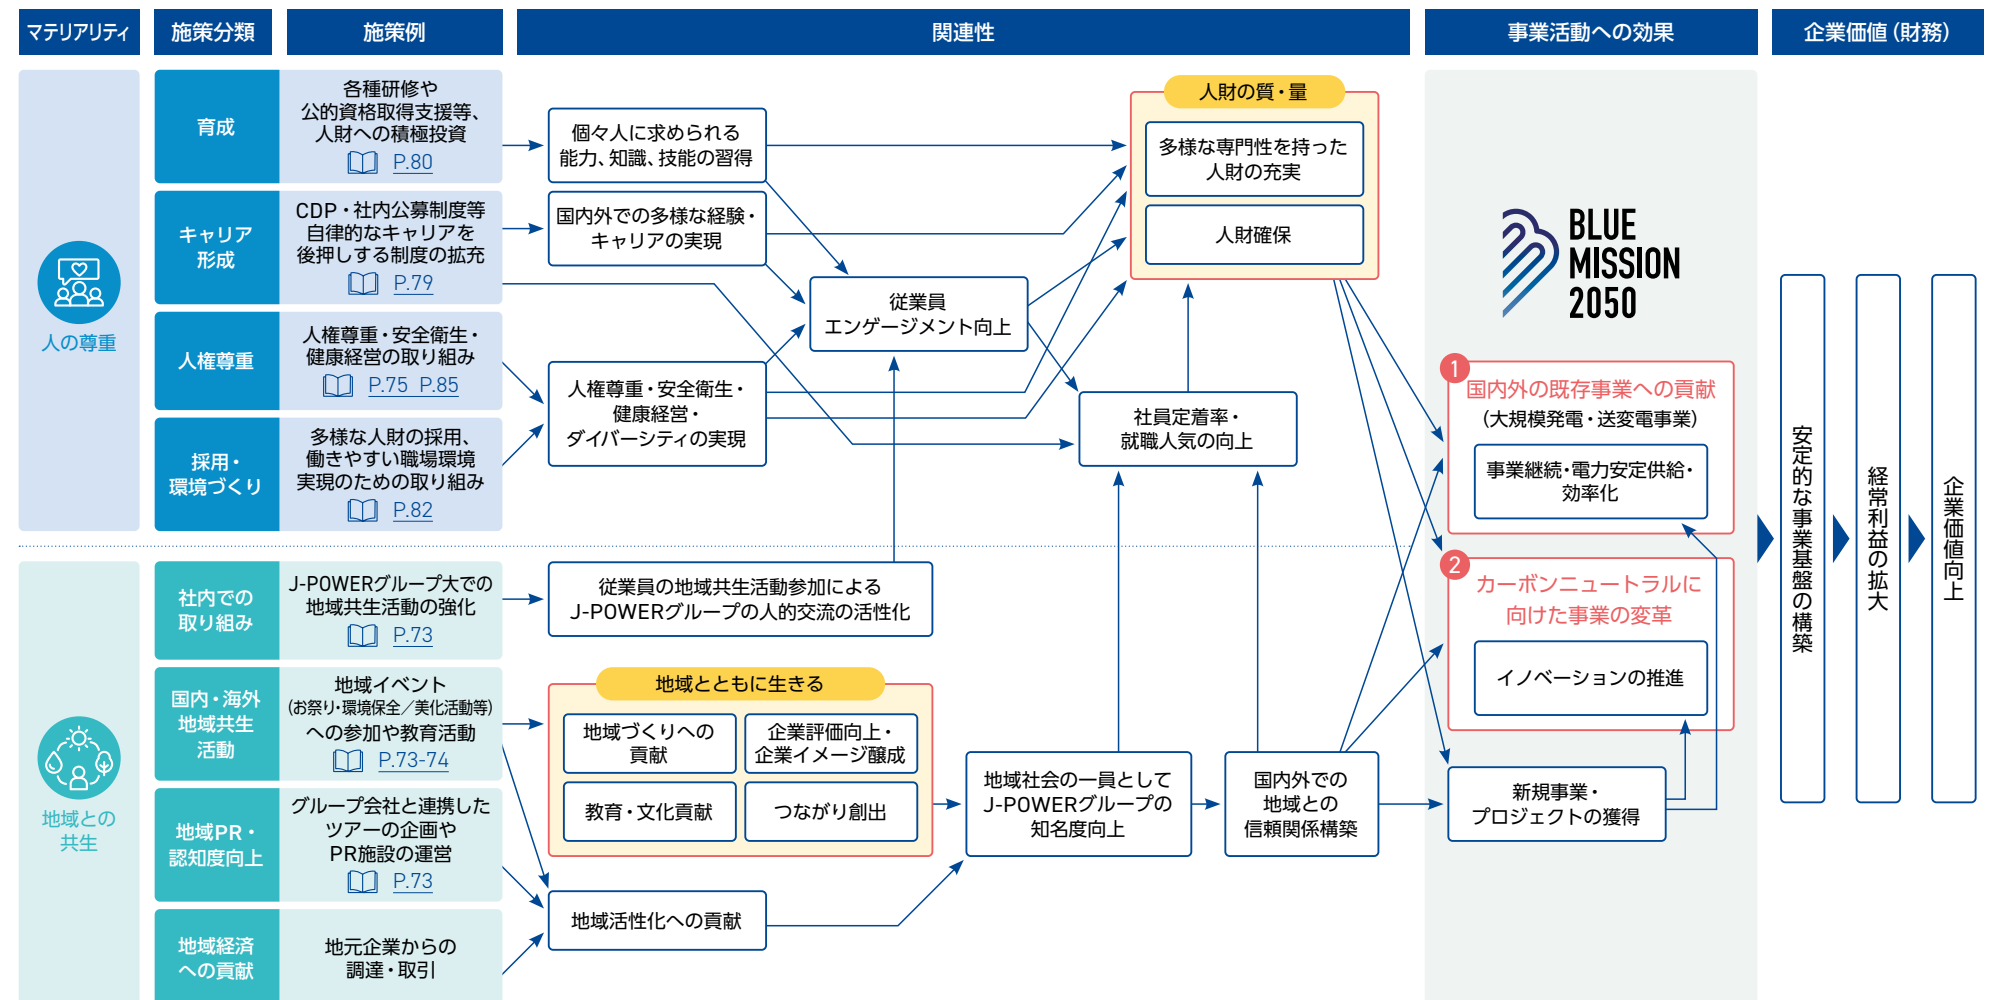 マテリアリティ
施策分類
施策例
関連性
事業活動への効果
企業価値（財務）
人の尊重
育成
各種研修や
公的資格取得支援等、
人財への積極投資
P.80
キャリア
形成
CDP・社内公募制度等
自律的なキャリアを
後押しする制度の拡充
P.79
人権尊重
人権尊重・安全衛生・
健康経営の取り組み
P.75 P.85
採用・
環境づくり
多様な人財の採用、
働きやすい職場環境
実現のための取り組み
P.82
個々人に求められる
能力、知識、技能の習得
国内外での多様な経験・
キャリアの実現
従業員
エンゲージメント向上
人権尊重・安全衛生・
健康経営・
ダイバーシティの実現
人財の質・量
多様な専門性を持った
人財の充実
人財確保
社員定着率・
就職人気の向上
地域との
共生
社内での
取り組み
J-POWERグループ大での
地域共生活動の強化
P.73
国内・海外
地域共生
活動
地域イベント
(お祭り・環境保全／美化活動等)
への参加や教育活動
P.73-74
地域PR・
認知度向上
グループ会社と連携した
ツアーの企画や
PR施設の運営
P.73
地域経済
への貢献
地元企業からの
調達・取引
従業員の地域共生活動参加による
J-POWERグループの人的交流の活性化
地域とともに生きる
地域づくりへの
貢献
企業評価向上・
企業イメージ醸成
教育・文化貢献
つながり創出
地域活性化への貢献
地域社会の一員として
J-POWERグループの
知名度向上
国内外での
地域との
信頼関係構築
BLUE
MISSION
2050
1
国内外の既存事業への貢献
(大規模発電・送変電事業)
事業継続・電力安定供給・
効率化
2
カーボンニュートラルに
向けた事業の変革
イノベーションの推進
新規事業・
プロジェクトの獲得
安定的な事業基盤の構築
経常利益の拡大
企業価値向上